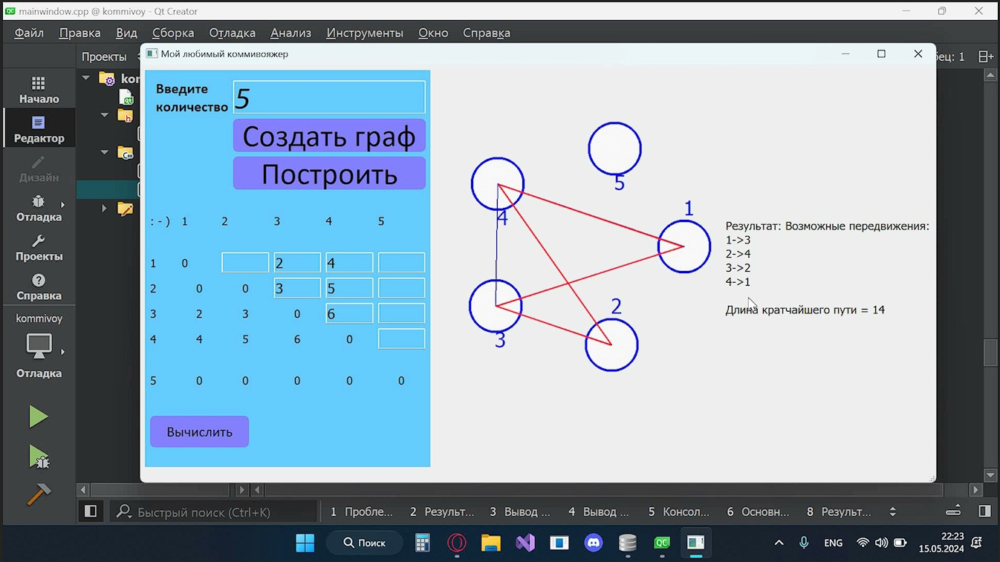 mainwindow.cpp @ kommivoy - Qt Creator
Файл Правка Вид Сборка Отладка Анализ Инструменты Окно Справка
Проекты
бец: 1
Мой любимый коммивояжер
Начало
Редактор
Дизайн
Отладка
Проекты
Справка
kommivoy
Отладка
kor
Введите
количество
5
Создать граф
Построить
:-) 1 2 3 4 5
1 0 2 4
2 0 0 3 5
3 2 3 0 6
4 4 5 6 0
5 0 0 0 0 0
Вычислить
5
4
1
3
2
Результат: Возможные передвижения:
1->3
2->4
3->2
4->1
Длина кратчайшего пути = 14
Быстрый поиск (Ctrl+K)
1 Пробле... 2 Результ... 3 Вывод ... 4 Вывод ... 5 Консол... 6 Основн... 8 Результ...
Поиск
ENG
22:23
15.05.2024